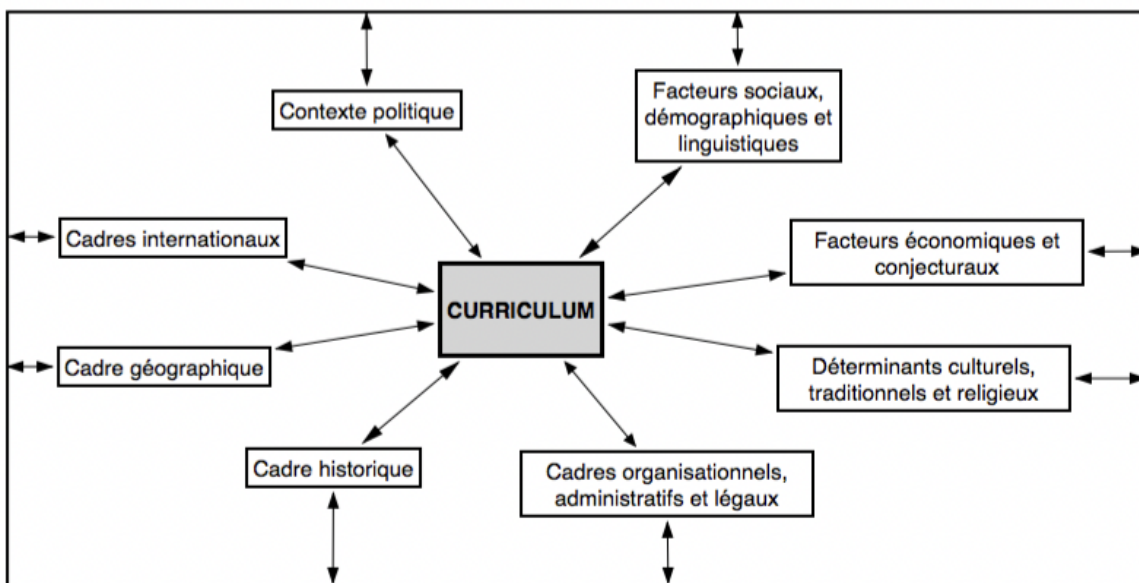 Contexte politique
Facteurs sociaux,
démographiques et
linguistiques
Cadres internationaux
Facteurs économiques et
conjecturaux
CURRICULUM
Cadre géographique
Déterminants culturels,
traditionnels et religieux
Cadre historique
Cadres organisationnels,
administratifs et légaux